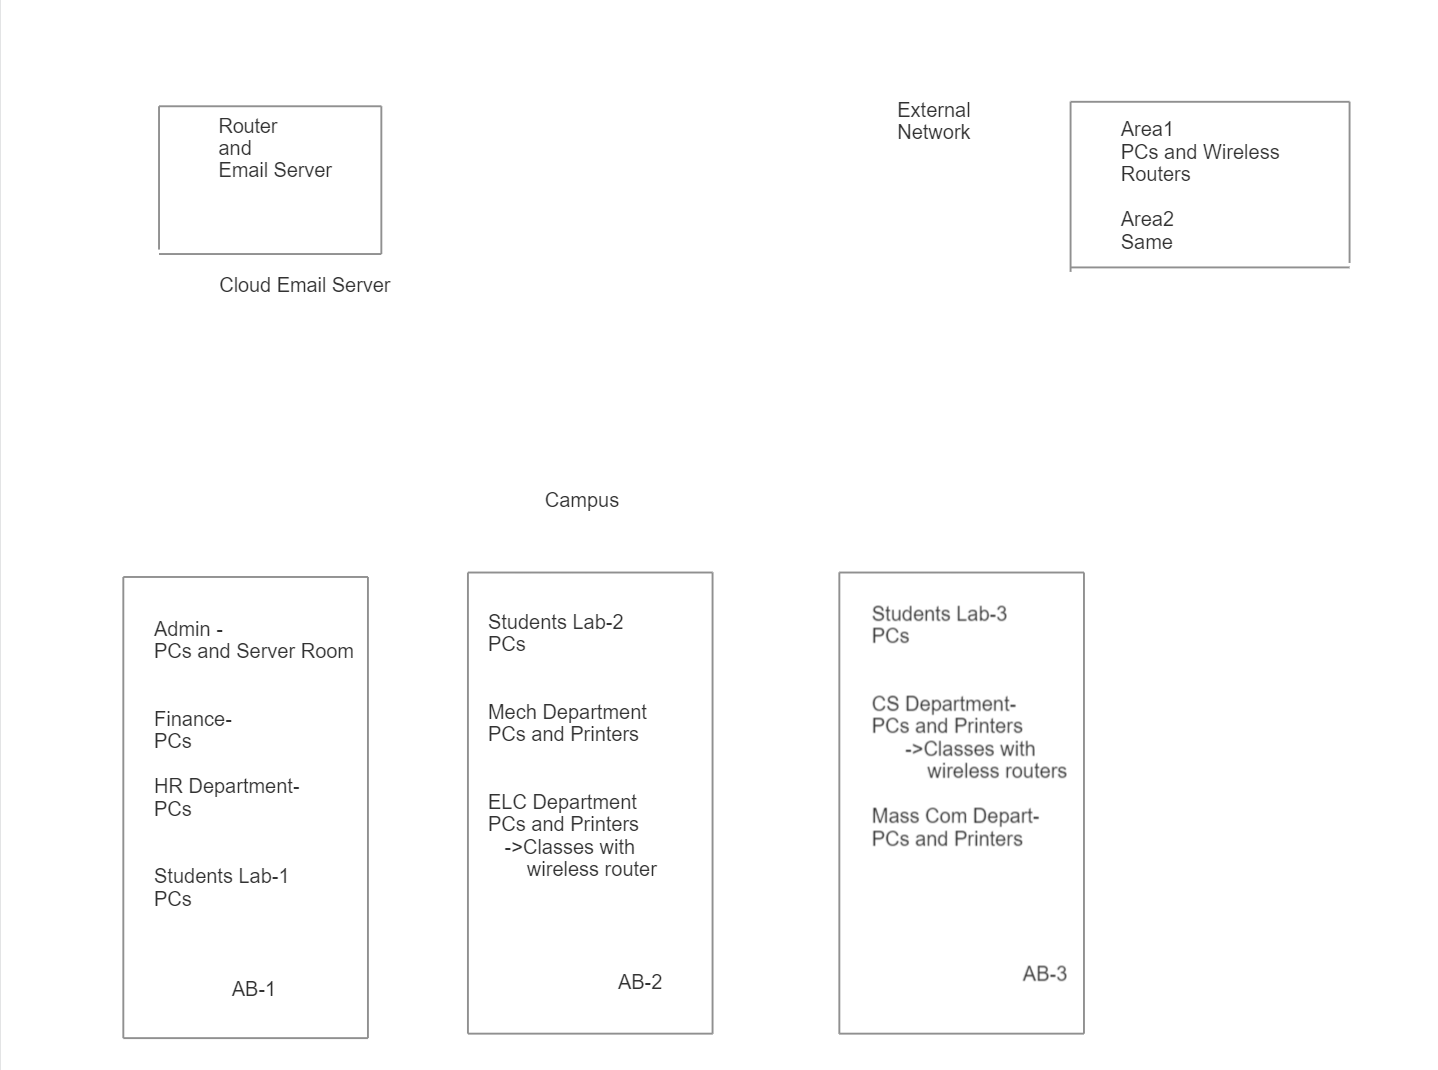 Router
and
Email Server
Cloud Email Server
External
Network
Area1
PCs and Wireless
Routers
Area2
Same
Campus
Admin -
PCs and Server Room
Finance-
PCs
HR Department-
PCs
Students Lab-1
PCs
AB-1
Students Lab-2
PCs
Mech Department
PCs and Printers
ELC Department
PCs and Printers
->Classes with
wireless router
AB-2
Students Lab-3
PCs
CS Department-
PCs and Printers
->Classes with
wireless routers
Mass Com Depart-
PCs and Printers
AB-3